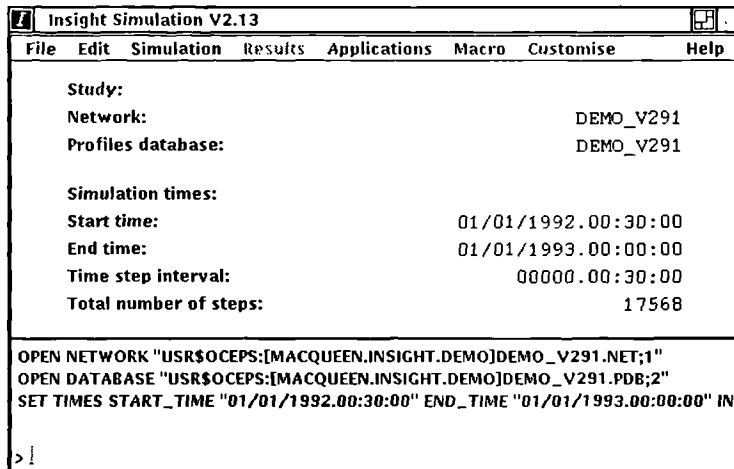 Insight Simulation V2.13
File Edit Simulation Results Applications Macro Customise Help
Study:
Network: DEMO_V291
Profiles database: DEMO_V291
Simulation times:
Start time: 01/01/1992.00:30:00
End time: 01/01/1993.00:00:00
Time step interval: 00000.00:30:00
Total number of steps: 17568
OPEN NETWORK "USR$OCEPS:[MACQUEEN.INSIGHT.DEMO]DEMO_V291.NET;1"
OPEN DATABASE "USR$OCEPS:[MACQUEEN.INSIGHT.DEMO]DEMO_V291.PDB;2"
SET TIMES START_TIME "01/01/1992.00:30:00" END_TIME "01/01/1993.00:00:00" IN
>